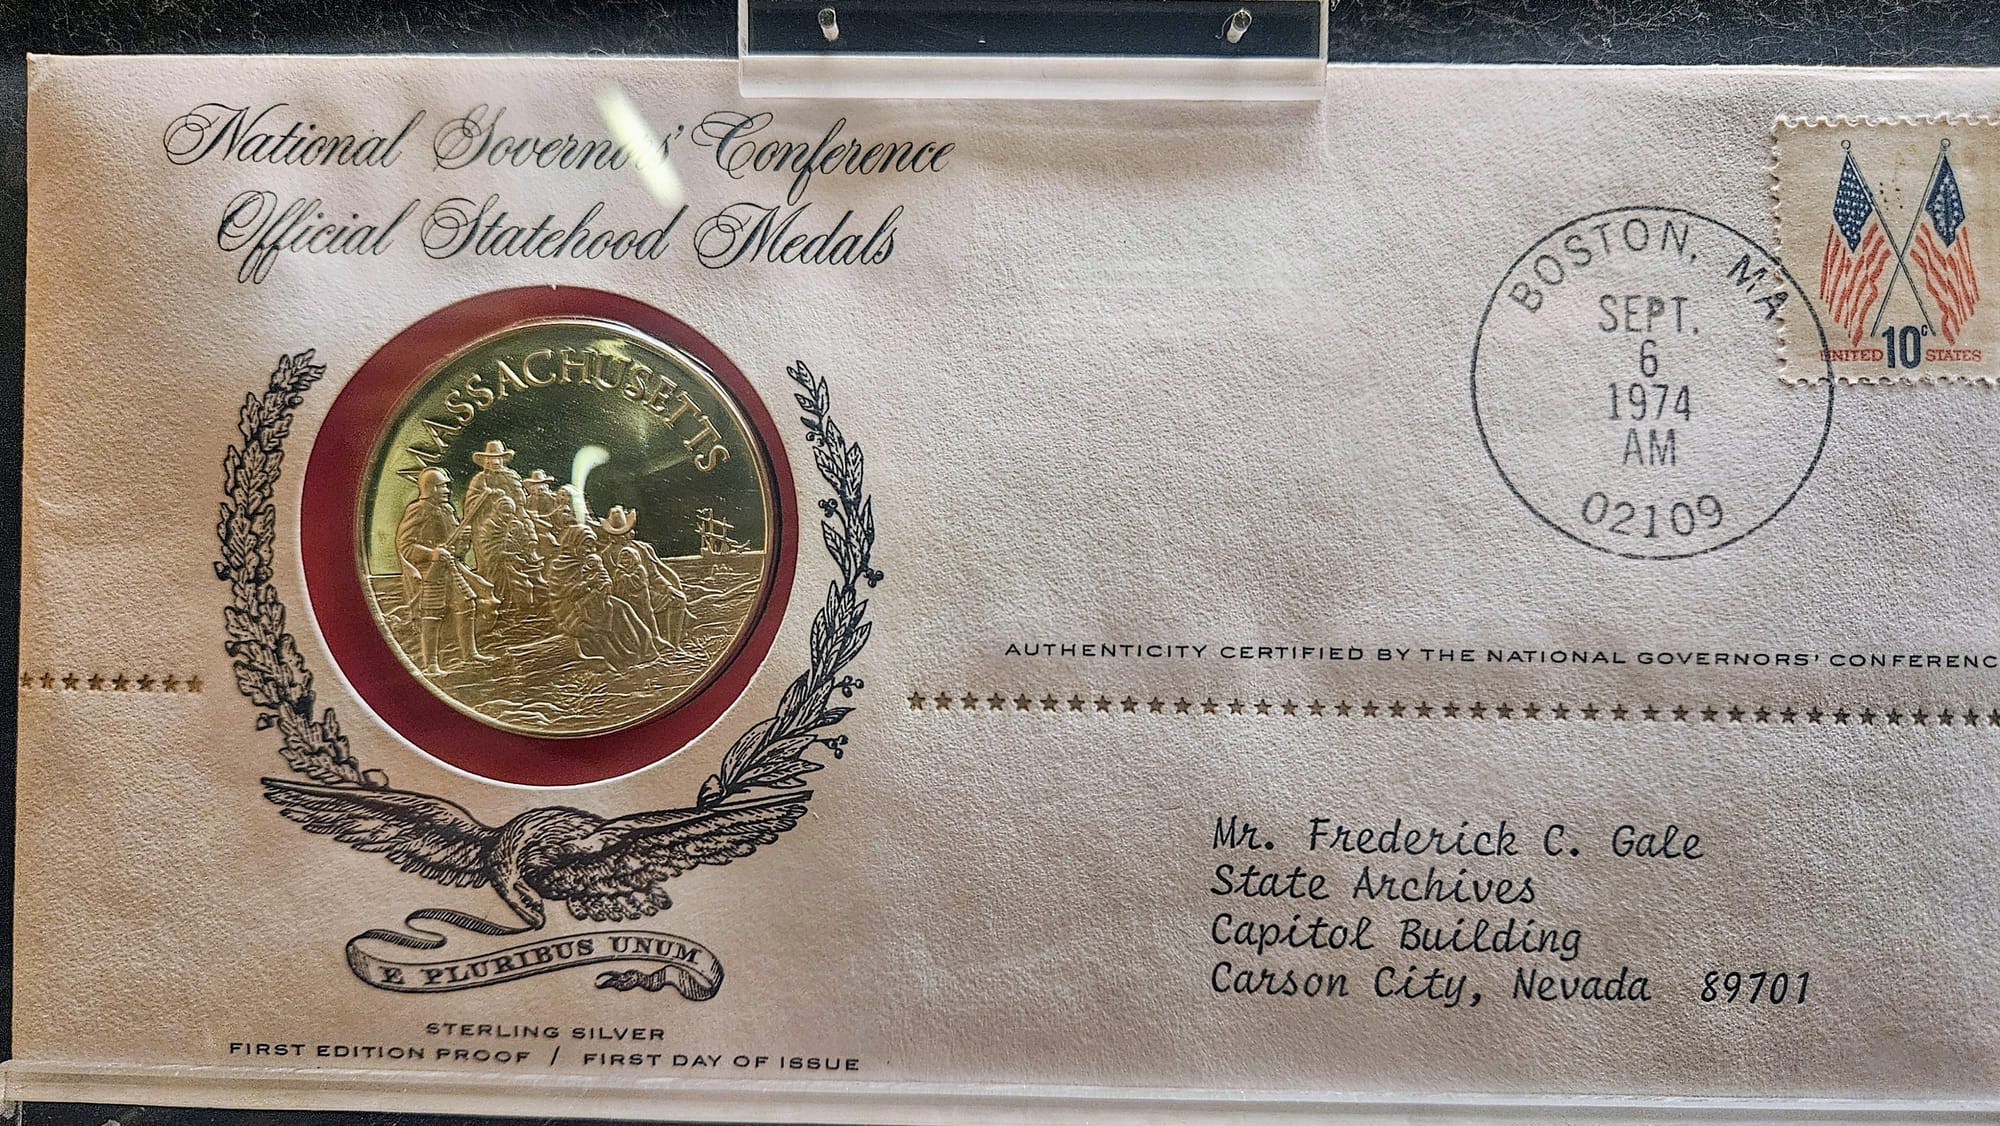 National Governors' Conference
Official Statehood Medals
MASSACHUSETTS
E PLURIBUS UNUM
STERLING SILVER
FIRST EDITION PROOF / FIRST DAY OF ISSUE
BOSTON, MA
SEPT.
6
1974
AM
02109
10c
UNITED STATES
AUTHENTICITY CERTIFIED BY THE NATIONAL GOVERNORS' CONFERENC
Mr. Frederick C. Gale
State Archives
Capitol Building
Carson City, Nevada 89701